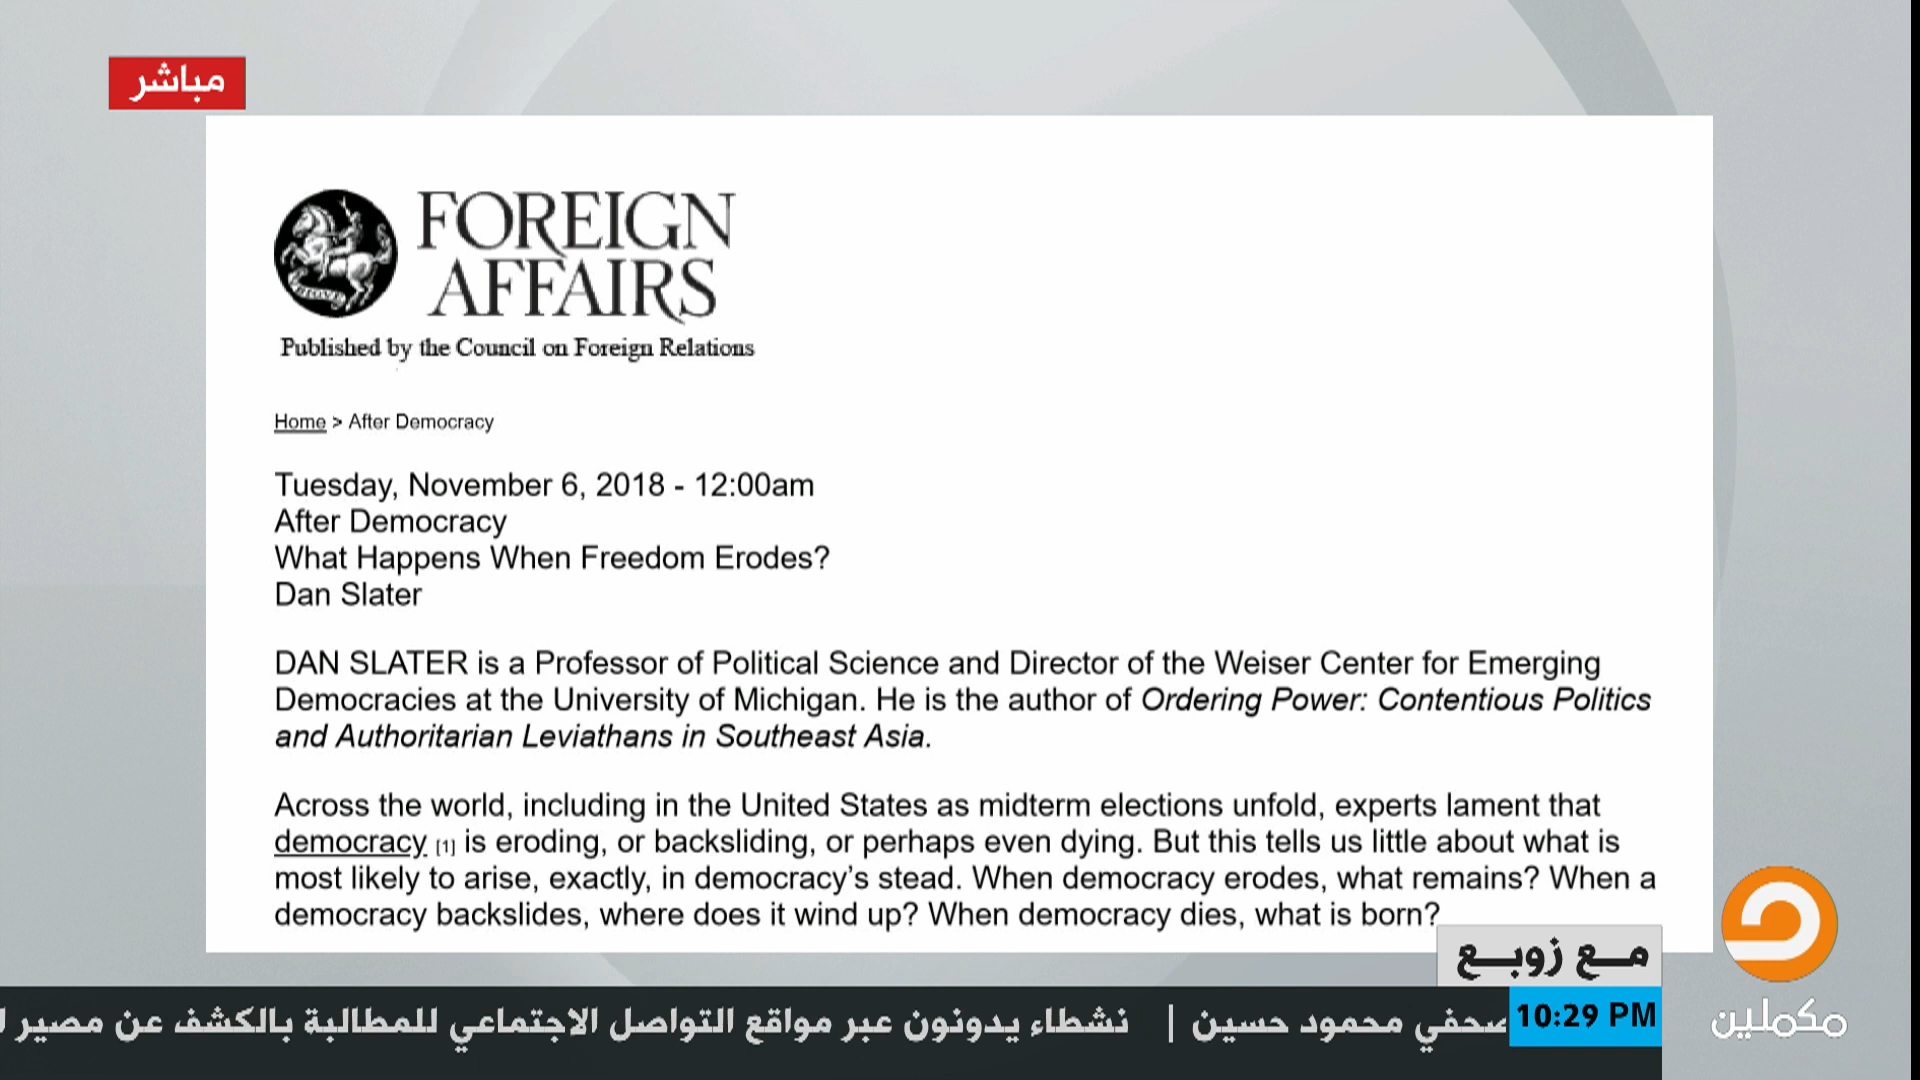 مباشر
FOREIGN
AFFAIRS
Published by the Council on Foreign Relations
Home > After Democracy
Tuesday, November 6, 2018 - 12:00am
After Democracy
What Happens When Freedom Erodes?
Dan Slater
DAN SLATER is a Professor of Political Science and Director of the Weiser Center for Emerging
Democracies at the University of Michigan. He is the author of Ordering Power: Contentious Politics
and Authoritarian Leviathans in Southeast Asia.
Across the world, including in the United States as midterm elections unfold, experts lament that
democracy [1] is eroding, or backsliding, or perhaps even dying. But this tells us little about what is
most likely to arise, exactly, in democracy’s stead. When democracy erodes, what remains? When a
democracy backslides, where does it wind up? When democracy dies, what is born?
مع زوبع
10:29 PM
صحفي محمود حسين | نشطاء يدونون عبر مواقع التواصل الاجتماعي للمطالبة بالكشف عن مصير
مكملين